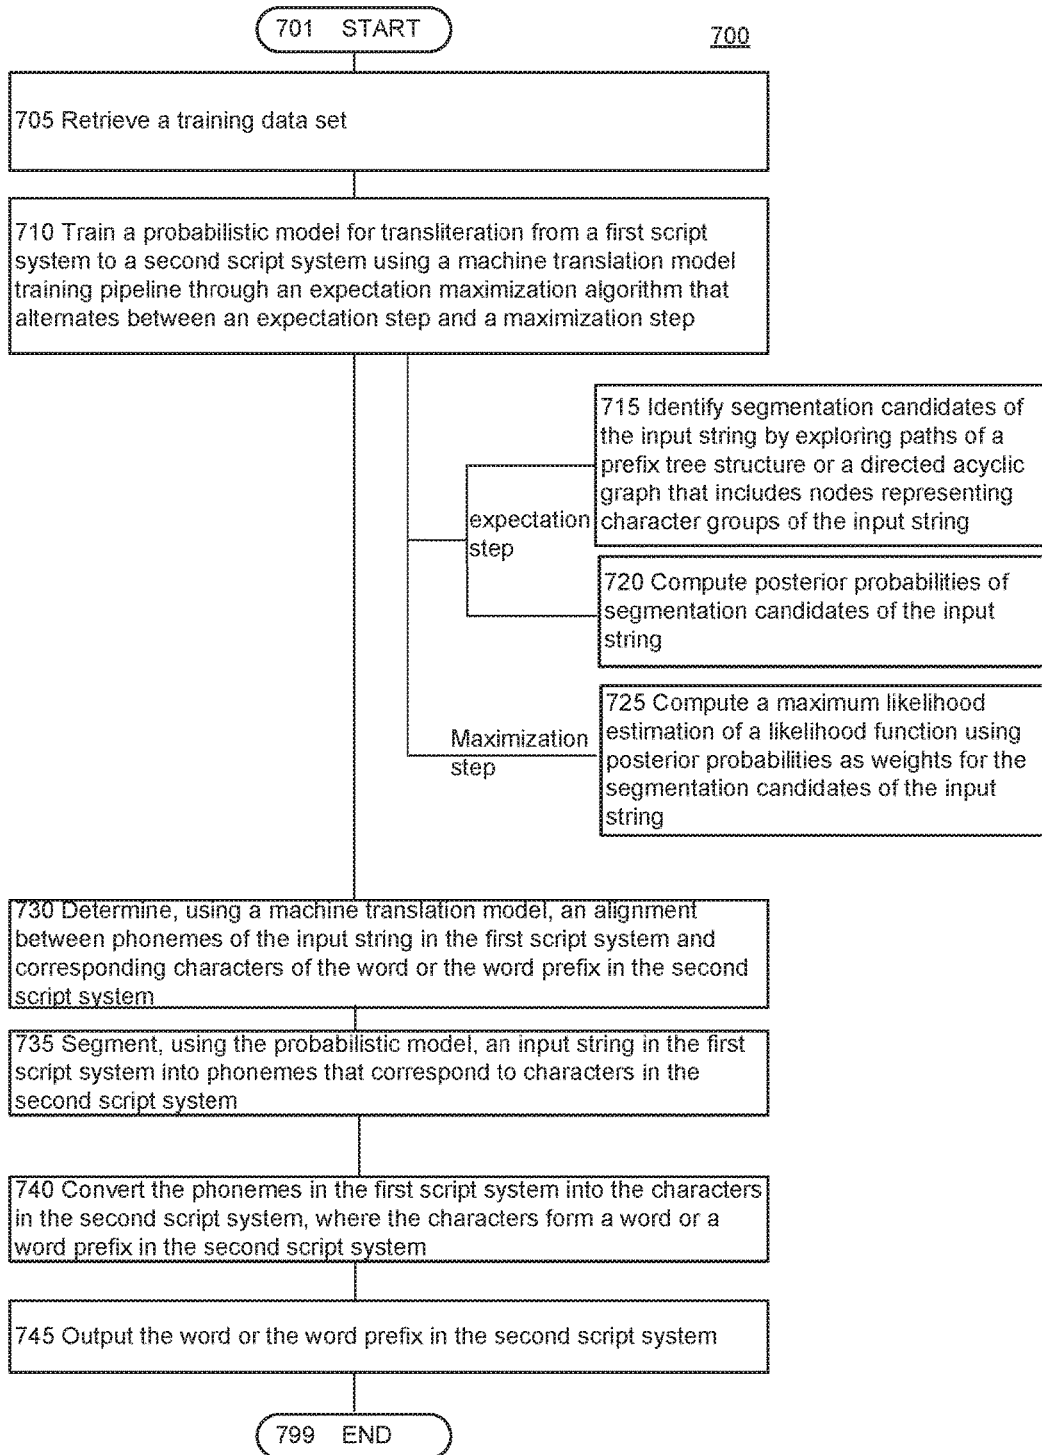 701 START
700
705 Retrieve a training data set
710 Train a probabilistic model for transliteration from a first script
system to a second script system using a machine translation model
training pipeline through an expectation maximization algorithm that
alternates between an expectation step and a maximization step
715 Identify segmentation candidates of
the input string by exploring paths of a
prefix tree structure or a directed acyclic
graph that includes nodes representing
character groups of the input string
expectation
step
720 Compute posterior probabilities of
segmentation candidates of the input
string
725 Compute a maximum likelihood
estimation of a likelihood function using
posterior probabilities as weights for the
segmentation candidates of the input
string
Maximization
step
730 Determine, using a machine translation model, an alignment
between phonemes of the input string in the first script system and
corresponding characters of the word or the word prefix in the second
script system
735 Segment, using the probabilistic model, an input string in the first
script system into phonemes that correspond to characters in the
second script system
740 Convert the phonemes in the first script system into the characters
in the second script system, where the characters form a word or a
word prefix in the second script system
745 Output the word or the word prefix in the second script system
799 END